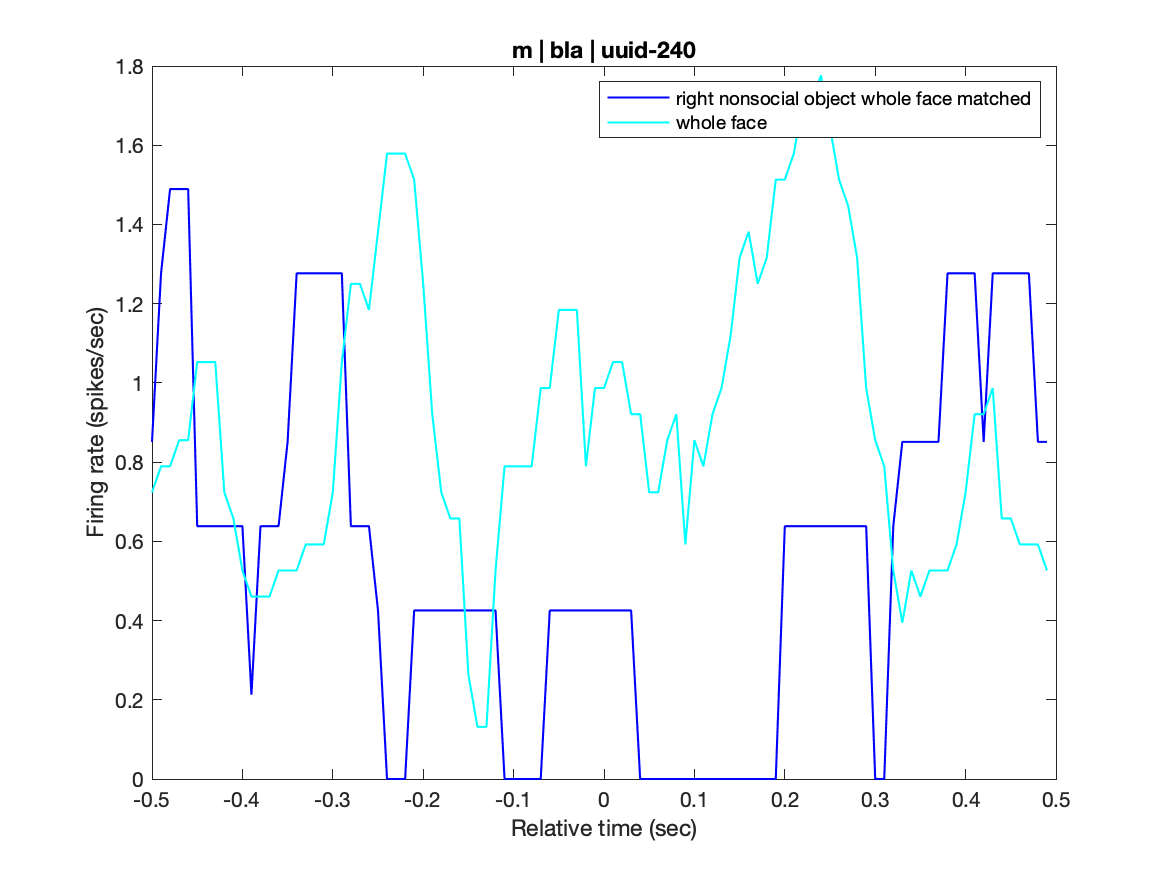 m | bla | uuid-240
right nonsocial object whole face matched
whole face
Firing rate (spikes/sec)
1.8
1.6
1.4
1.2
1
0.8
0.6
0.4
0.2
0
-0.5 -0.4 -0.3 -0.2 -0.1 0 0.1 0.2 0.3 0.4 0.5
Relative time (sec)